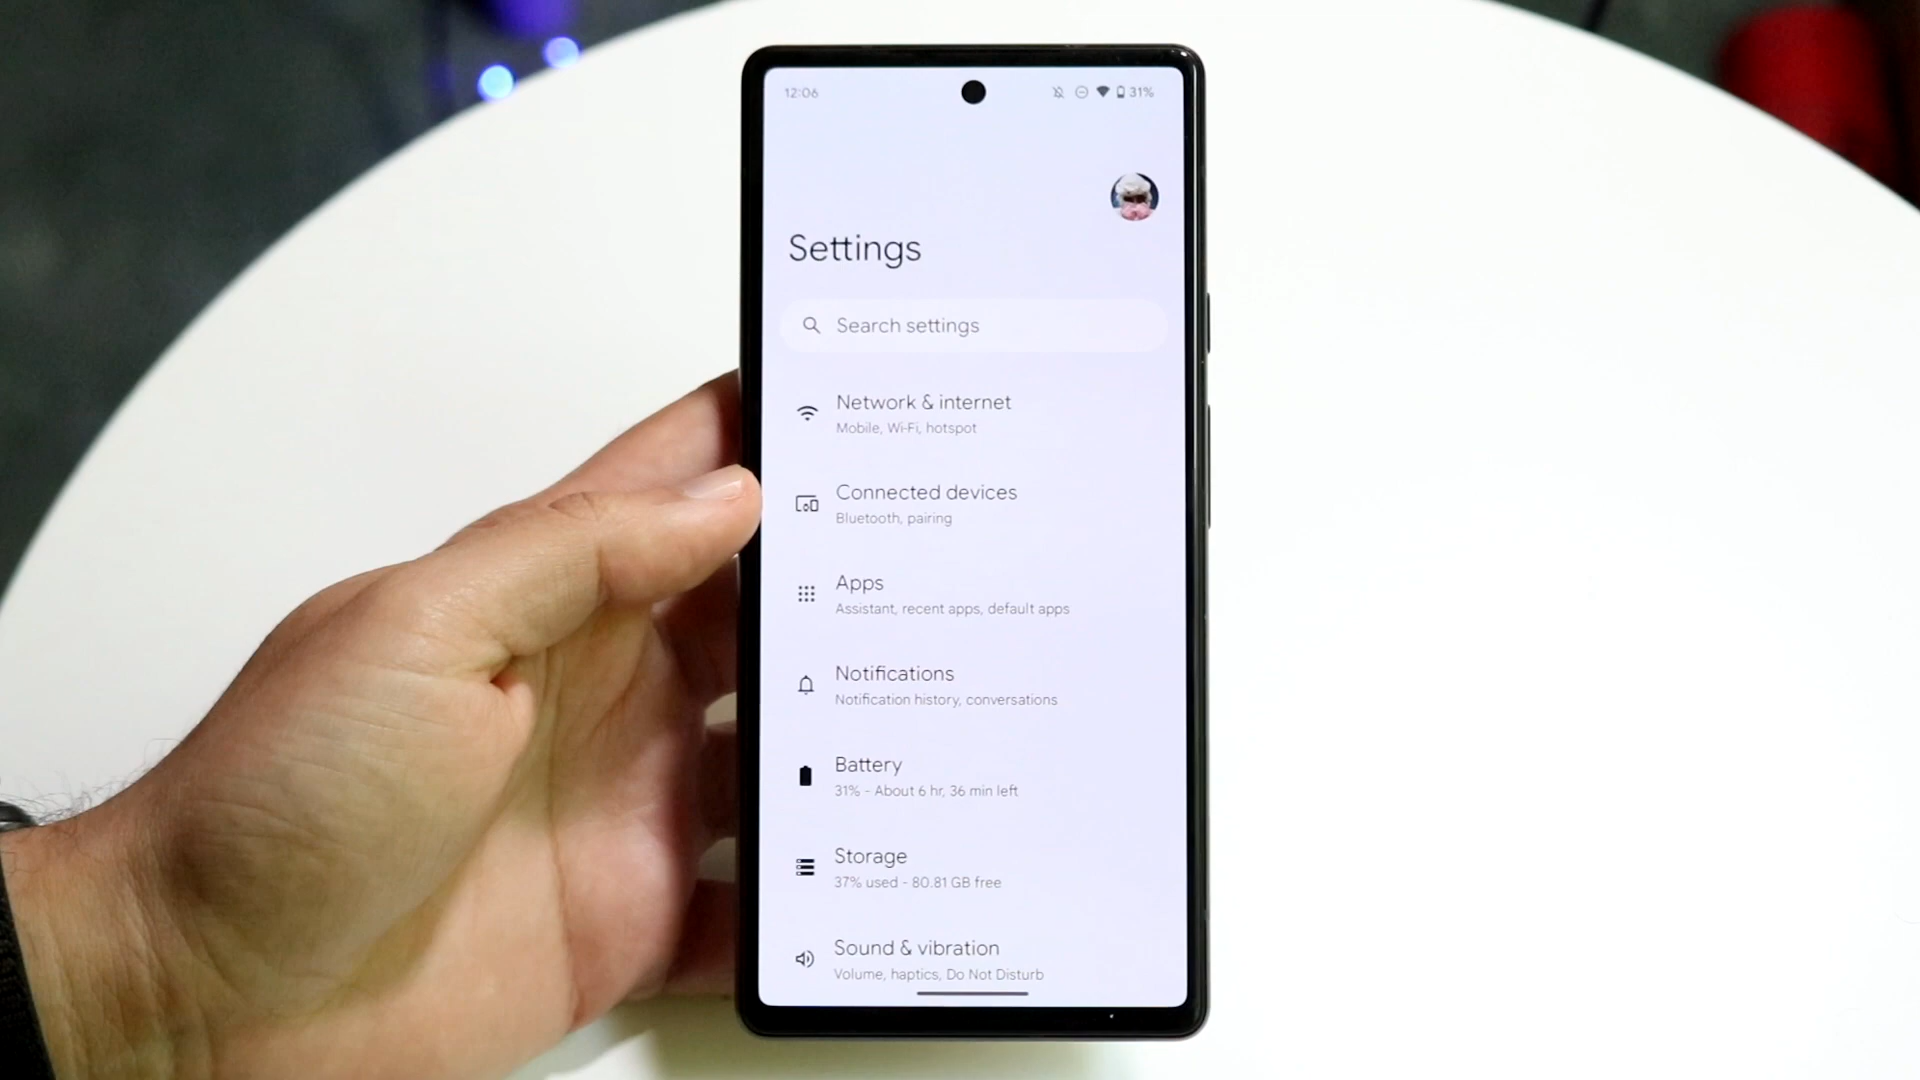 12:06
31%
Settings
Search settings
Network & internet
Mobile, Wi-Fi, hotspot
Connected devices
Bluetooth, pairing
Apps
Assistant, recent apps, default apps
Notifications
Notification history, conversations
Battery
31% - About 6 hr, 36 min left
Storage
37% used - 80.81 GB free
Sound & vibration
Volume, haptics, Do Not Disturb